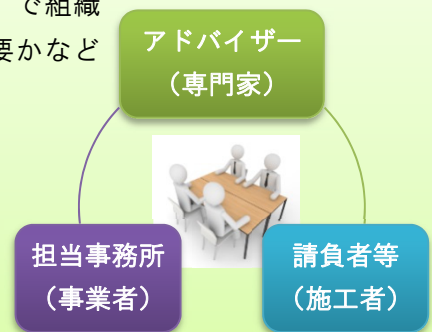 で組織
要かなど
アドバイザー
（専門家）
担当事務所
（事業者）
請負者等
（施工者）